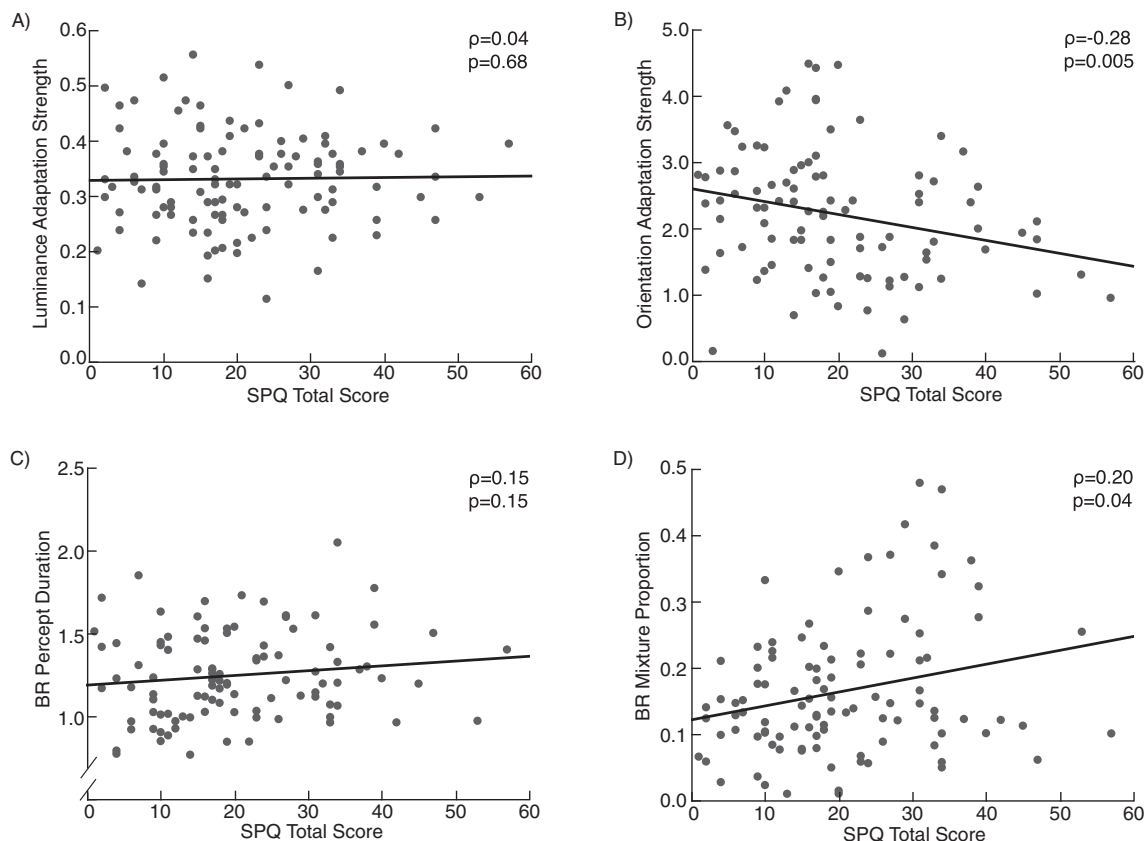 A)
ρ=0.04
p=0.68
Luminance Adaptation Strength
0.6
0.5
0.4
0.3
0.2
0.1
0.0
0 10 20 30 40 50 60
SPQ Total Score
B)
ρ=-0.28
p=0.005
Orientation Adaptation Strength
5.0
4.0
3.0
2.0
1.0
0.0
0 10 20 30 40 50 60
SPQ Total Score
C)
ρ=0.15
p=0.15
BR Percept Duration
2.5
2.0
1.5
1.0
0 10 20 30 40 50 60
SPQ Total Score
D)
ρ=0.20
p=0.04
BR Mixture Proportion
0.5
0.4
0.3
0.2
0.1
0.0
0 10 20 30 40 50 60
SPQ Total Score